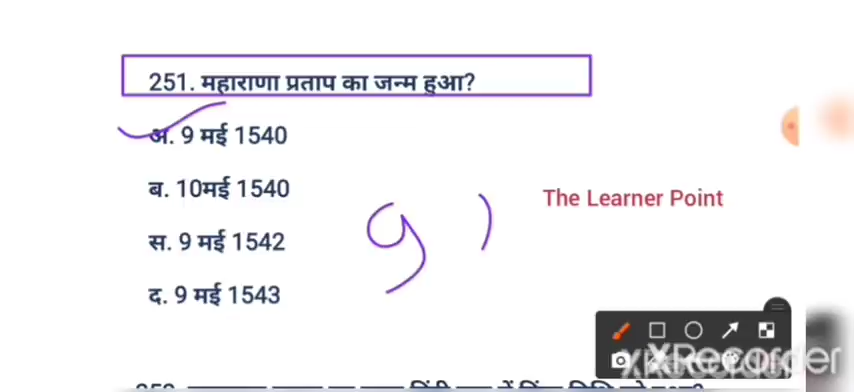 251. महाराणा प्रताप का जन्म हुआ?
अ. 9 मई 1540
ब. 10मई 1540
स. 9 मई 1542
The Learner Point
9 )
द. 9 मई 1543
XRecorder